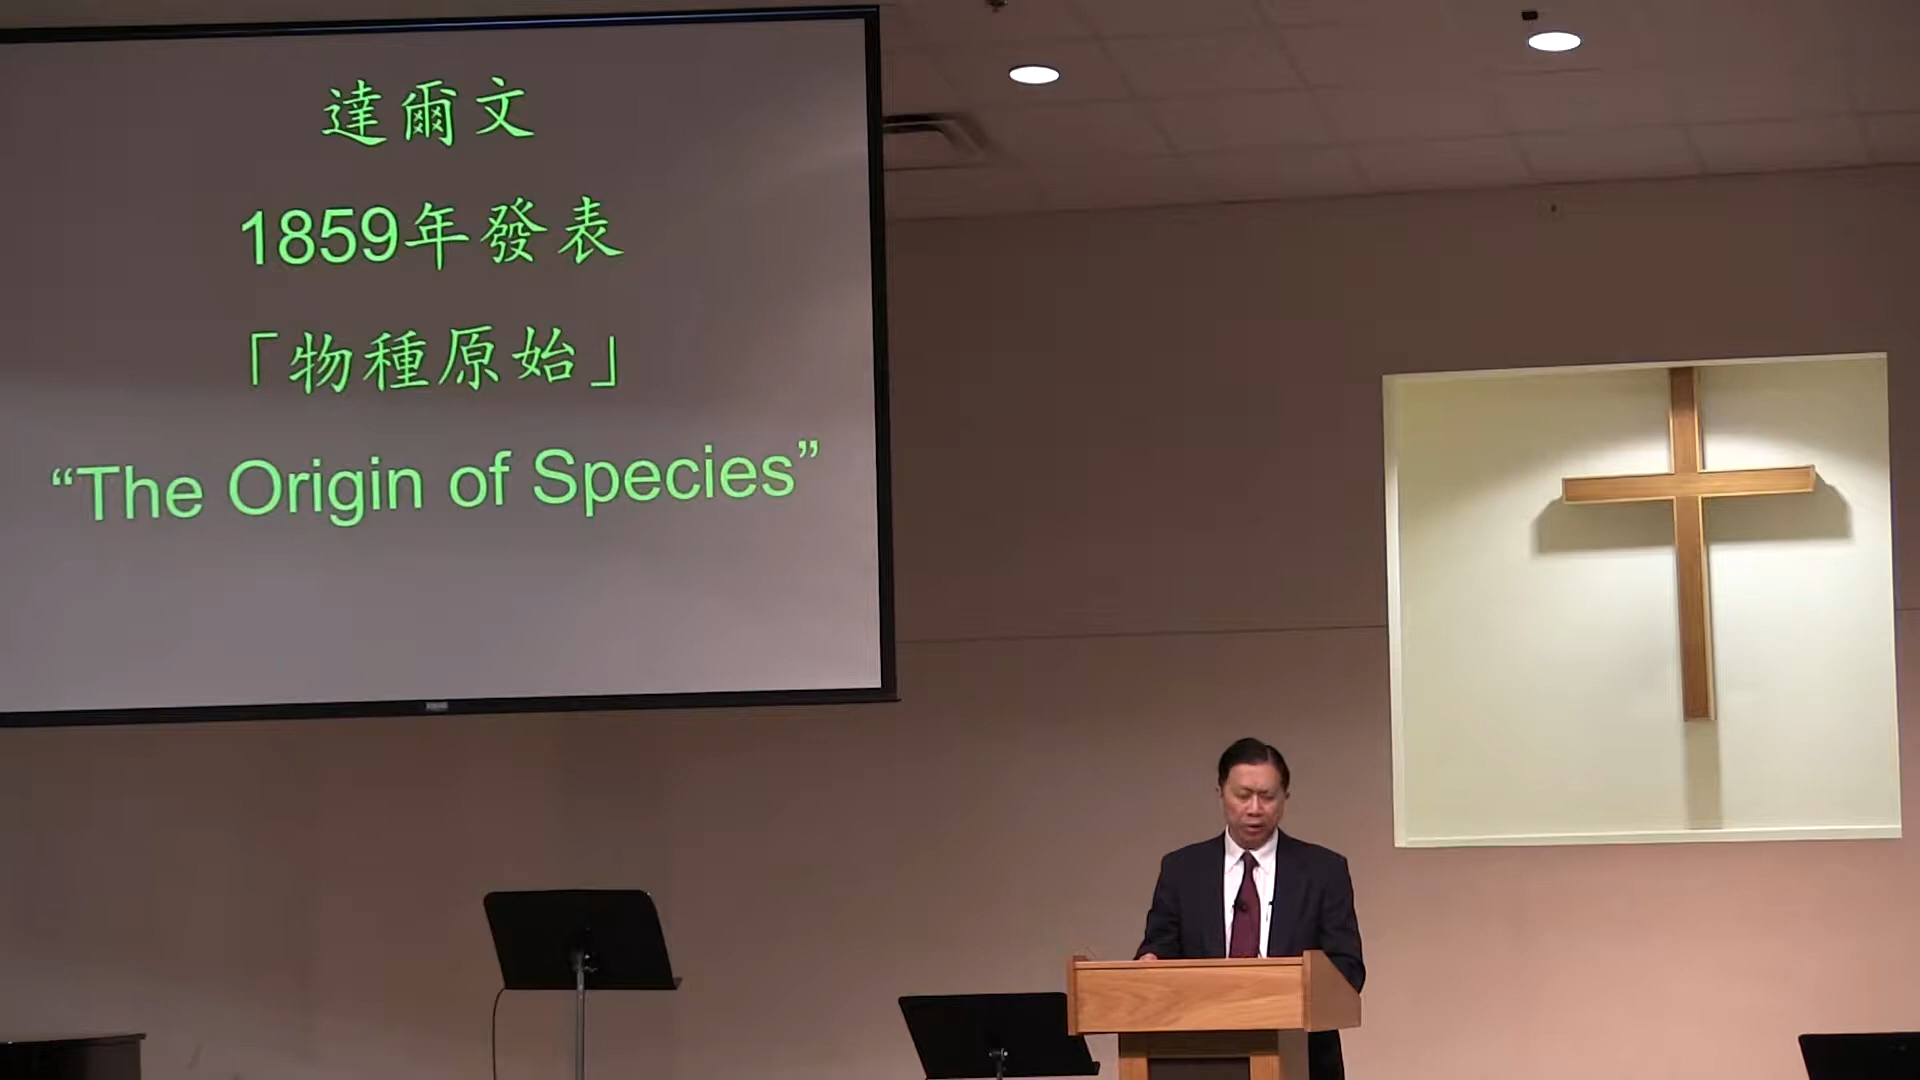 達爾文
1859年發表
「物種原始」
“The Origin of Species”